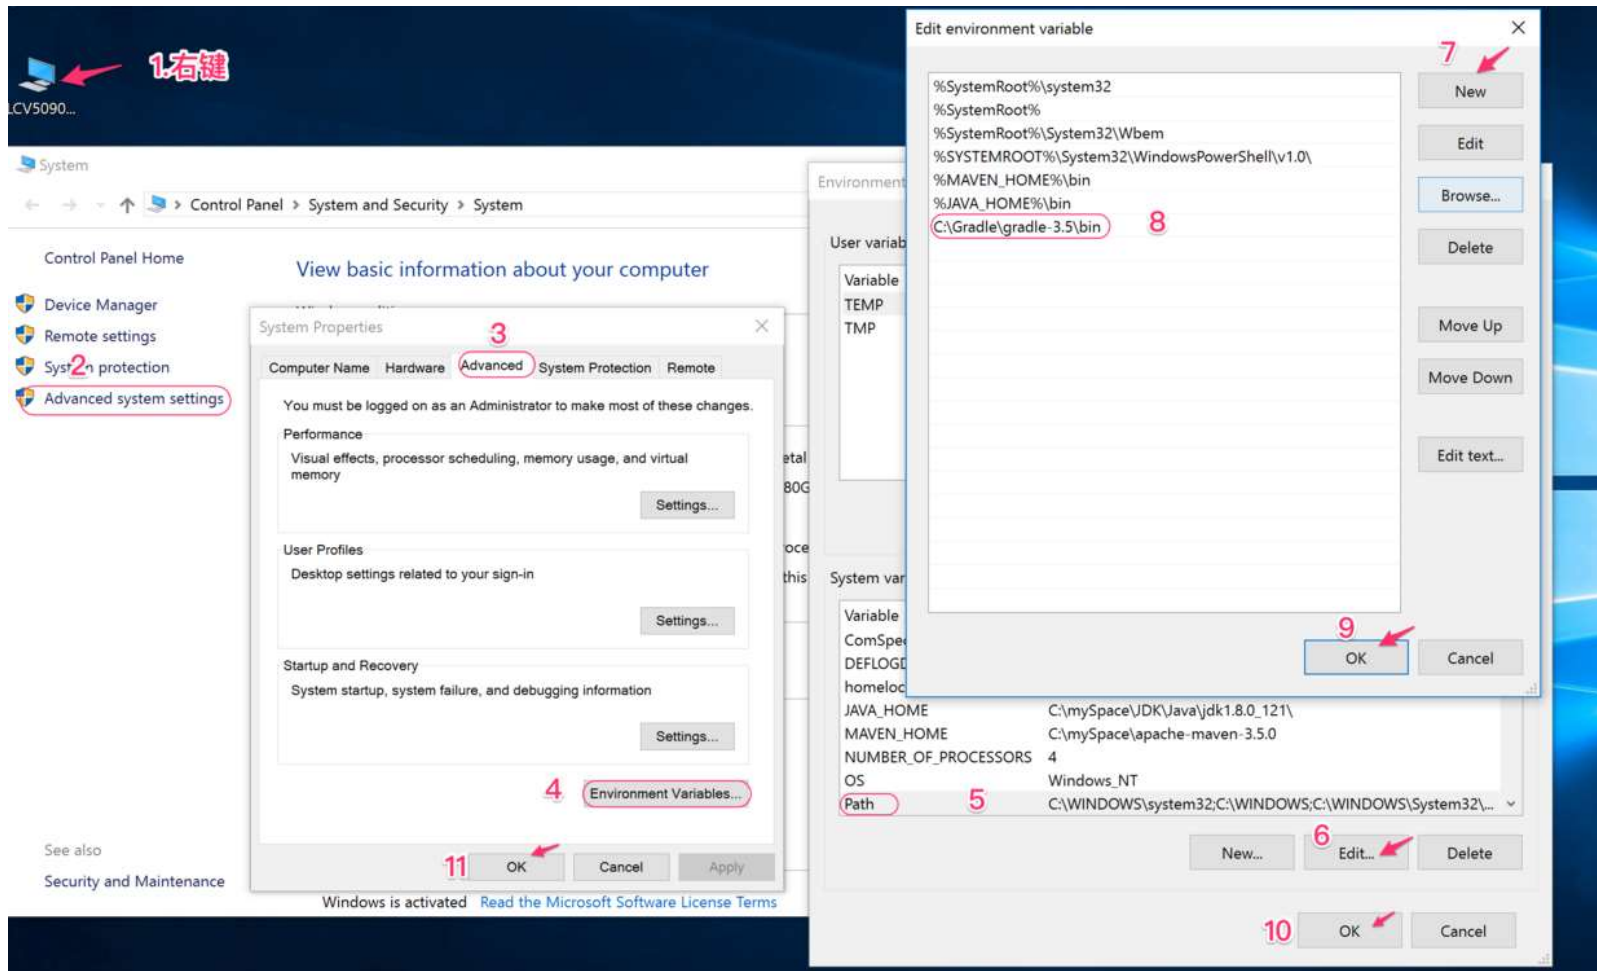 1.右键
LCV5090...
System
Control Panel > System and Security > System
Control Panel Home
Device Manager
Remote settings
System protection
2
Advanced system settings
See also
Security and Maintenance
View basic information about your computer
80G
this
Windows is activated Read the Microsoft Software License Terms
System Properties
3
Computer Name Hardware Advanced System Protection Remote
You must be logged on as an Administrator to make most of these changes.
Performance
Visual effects, processor scheduling, memory usage, and virtual
memory
Settings...
User Profiles
Desktop settings related to your sign-in
Settings...
Startup and Recovery
System startup, system failure, and debugging information
Settings...
4 Environment Variables...
11 OK Cancel Apply
Environment
User variab
Variable
TEMP
TMP
System var
Variable
ComSpe
DEFLOGD
homeloc
JAVA_HOME C:\mySpace\JDK\Java\jdk1.8.0_121\
MAVEN_HOME C:\mySpace\apache-maven-3.5.0
NUMBER_OF_PROCESSORS 4
OS Windows_NT
Path 5 C:\WINDOWS\system32;C:\WINDOWS;C:\WINDOWS\System32\...
6
New... Edit... Delete
10 OK Cancel
Edit environment variable
7
%SystemRoot%\system32
%SystemRoot%
%SystemRoot%\System32\Wbem
%SYSTEMROOT%\System32\WindowsPowerShell\v1.0\
%MAVEN_HOME%\bin
%JAVA_HOME%\bin
C:\Gradle\gradle-3.5\bin 8
New
Edit
Browse...
Delete
Move Up
Move Down
Edit text...
9
OK Cancel